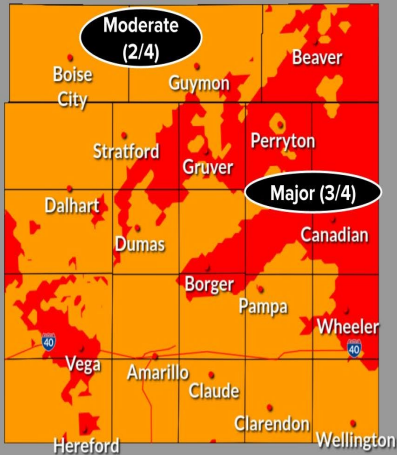 Moderate
(2/4)
Beaver
Boise
City
Guymon
Perryton
Stratford
Gruver
Major (3/4)
Dalhart
Canadian
Dumas
Borger
Pampa
Wheeler
40
40
Vega
Amarillo
Claude
Clarendon
Wellington
Hereford